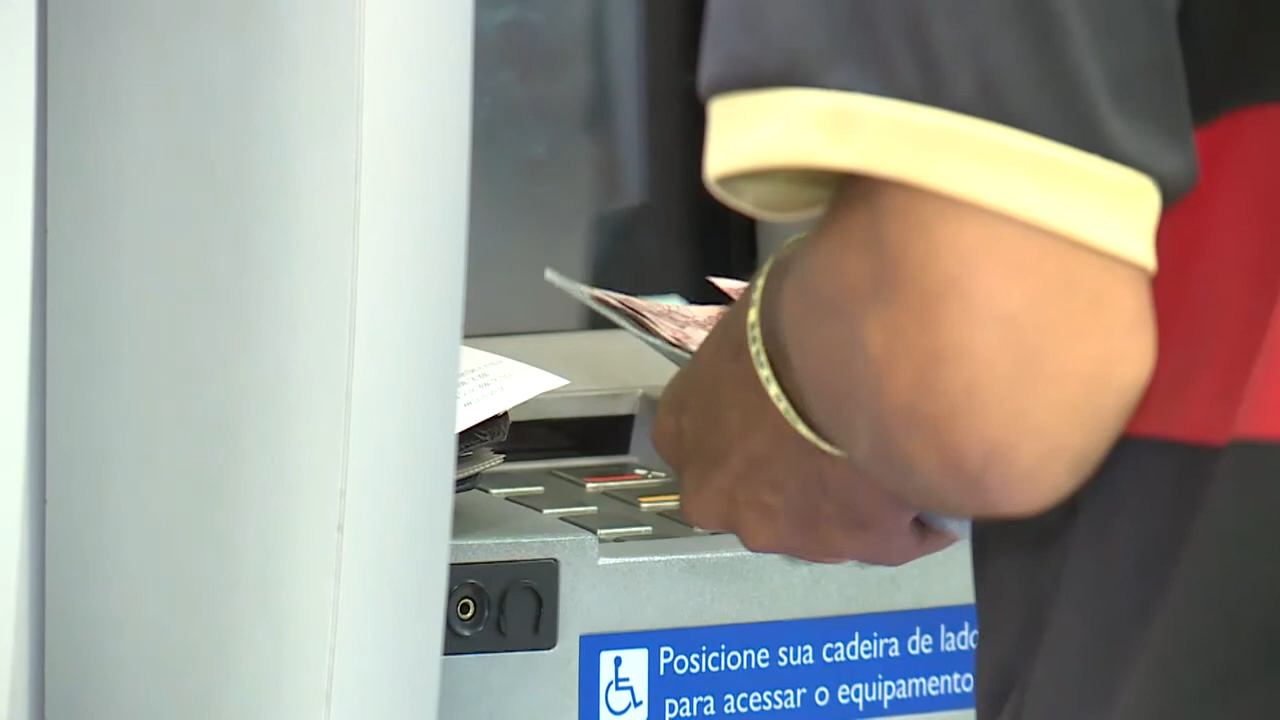 Posicione sua cadeira de lado
para acessar o equipamento